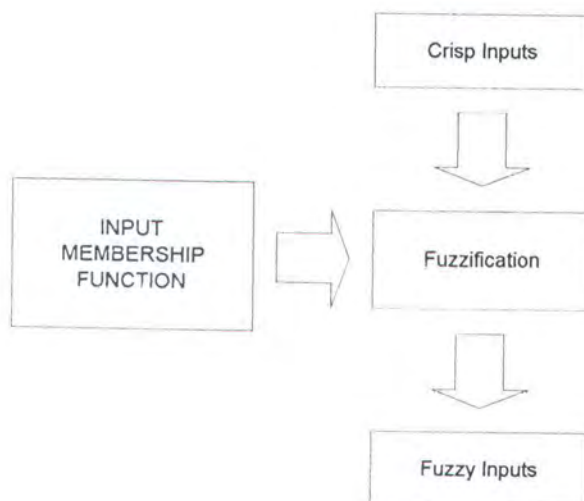 Crisp Inputs
INPUT
MEMBERSHIP
FUNCTION
Fuzzification
Fuzzy Inputs